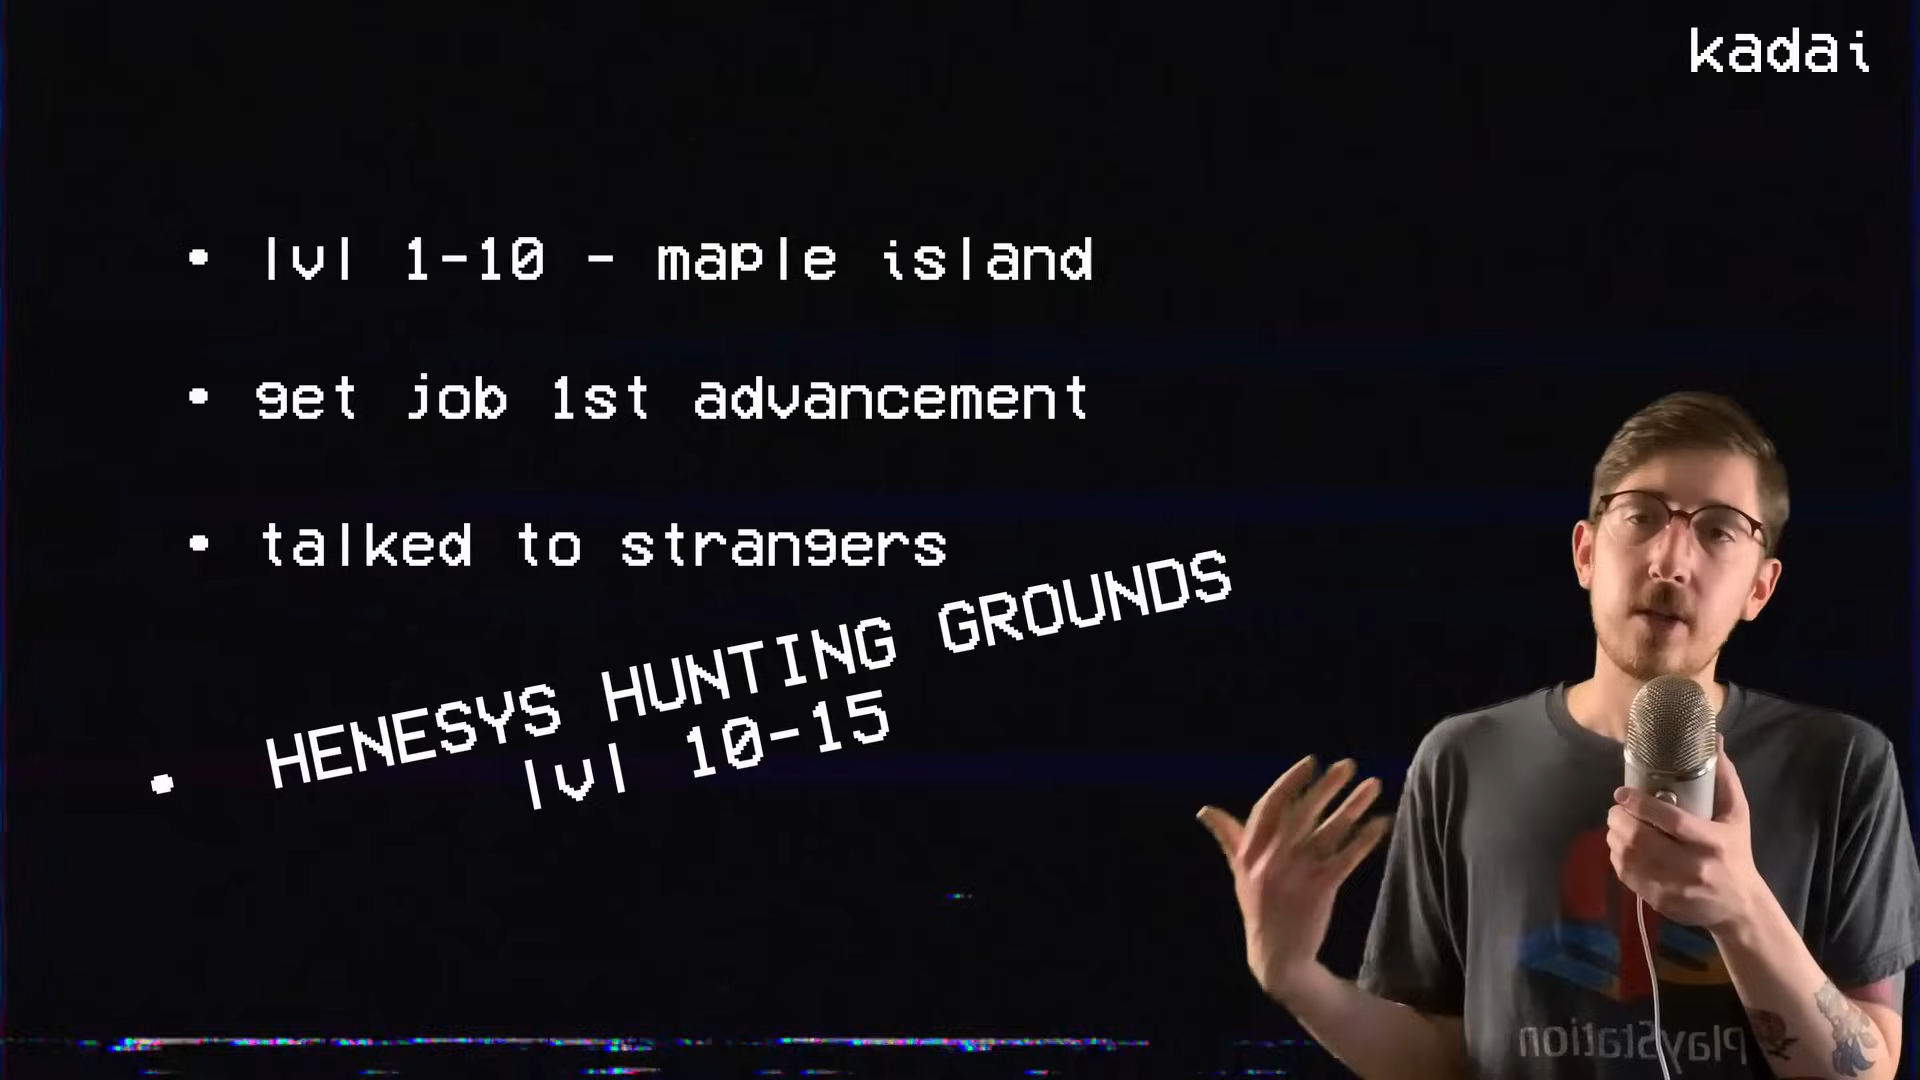 kadai
• lvl 1-10 - maple island
• get job 1st advancement
• talked to strangers
• HENESYS HUNTING GROUNDS
lvl 10-15
PlayStation